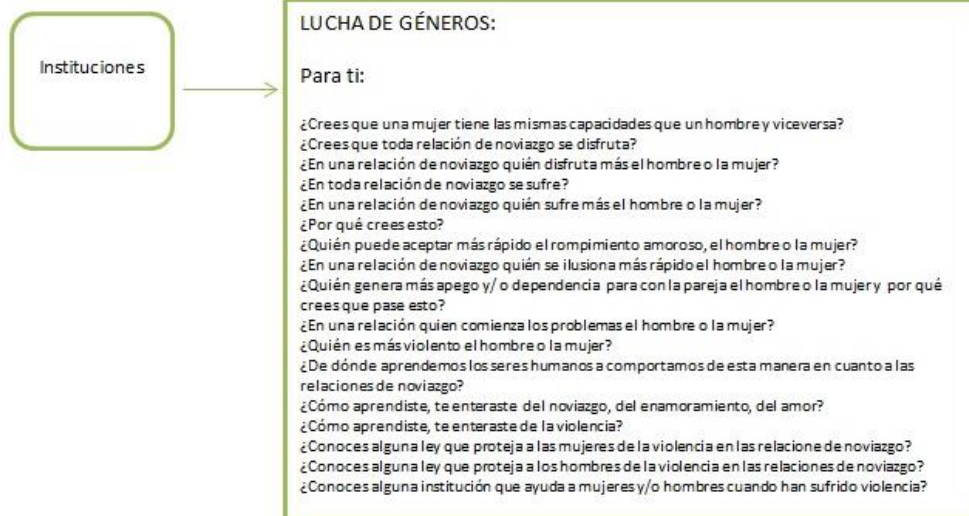 Instituciones
LUCHA DE GÉNEROS:
Para ti:
¿Crees que una mujer tiene las mismas capacidades que un hombre y viceversa?
¿Crees que toda relación de noviazgo se disfruta?
¿En una relación de noviazgo quién disfruta más el hombre o la mujer?
¿En toda relación de noviazgo se sufre?
¿En una relación de noviazgo quién sufre más el hombre o la mujer?
¿Por qué crees esto?
¿Quién puede aceptar más rápido el rompimiento amoroso, el hombre o la mujer?
¿En una relación de noviazgo quién se ilusiona más rápido el hombre o la mujer?
¿Quién genera más apego y/ o dependencia para con la pareja el hombre o la mujer y por qué
crees que pase esto?
¿En una relación quien comienza los problemas el hombre o la mujer?
¿Quién es más violento el hombre o la mujer?
¿De dónde aprendemos los seres humanos a comportamos de esta manera en cuanto a las
relaciones de noviazgo?
¿Cómo aprendiste, te enteraste del noviazgo, del enamoramiento, del amor?
¿Cómo aprendiste, te enteraste de la violencia?
¿Conoces alguna ley que proteja a las mujeres de la violencia en las relacione de noviazgo?
¿Conoces alguna ley que proteja a los hombres de la violencia en las relaciones de noviazgo?
¿Conoces alguna institución que ayuda a mujeres y/o hombres cuando han sufrido violencia?